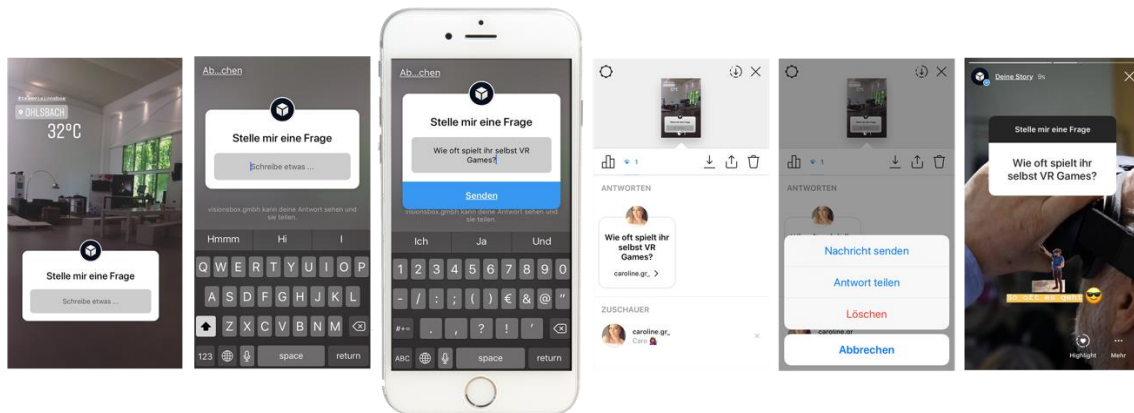 #teamvisionsbox
OHLSBACH
32°C
Stelle mir eine Frage
Schreibe etwas ...
Ab...chen
Stelle mir eine Frage
Schreibe etwas ...
visionsbox.gmbh kann deine Antwort sehen und
sie teilen.
Hmmm Hi I
Q W E R T Y U I O P
A S D F G H J K L
Z X C V B N M
123 space return
Ab...chen
Stelle mir eine Frage
Wie oft spielt ihr selbst VR
Games?
Senden
visionsbox.gmbh kann deine Antwort sehen und
sie teilen.
Ich Ja Und
1 2 3 4 5 6 7 8 9 0
- / : ; ( ) € & @ "
#+= . , ? ! '
ABC space return
1
ANTWORTEN
Wie oft spielt ihr
selbst VR
Games?
caroline.gr_ >
ZUSCHAUER
caroline.gr_
Caro
1
ANTWORTEN
Nachricht senden
Antwort teilen
Löschen
caroline.gr
Abbrechen
Deine Story 9s
Stelle mir eine Frage
Wie oft spielt ihr
selbst VR Games?
so oft es geht
Highlight Mehr